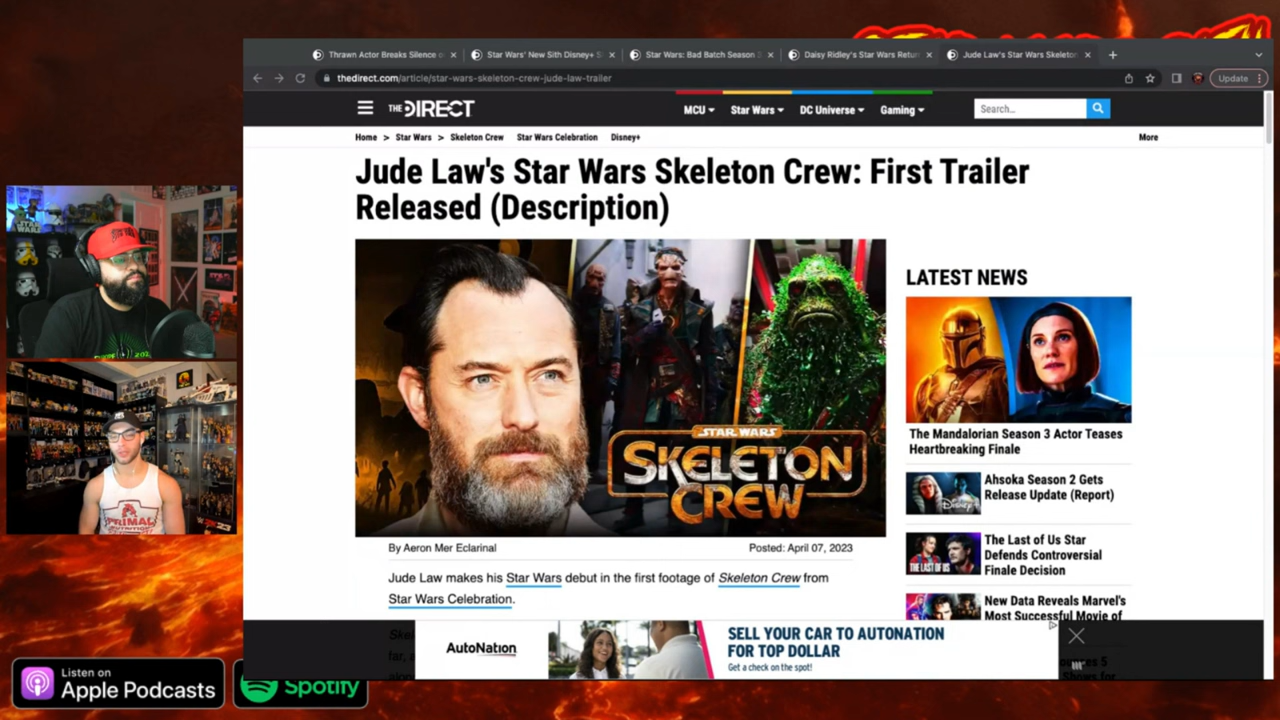 Thrawn Actor Breaks Silence o
Star Wars' New Sith Disney+ S
Star Wars: Bad Batch Season
Daisy Ridley's Star Wars Retur
Jude Law's Star Wars Skeleton
thedirect.com/article/star-wars-skeleton-crew-jude-law-trailer
Update
THE DIRECT
MCU
Star Wars
DC Universe
Gaming
Search...
Home > Star Wars > Skeleton Crew Star Wars Celebration Disney+
More
Jude Law's Star Wars Skeleton Crew: First Trailer
Released (Description)
STAR WARS
SKELETON
CREW
By Aeron Mer Eclarinal
Posted: April 07, 2023
Jude Law makes his Star Wars debut in the first footage of Skeleton Crew from
Star Wars Celebration.
LATEST NEWS
The Mandalorian Season 3 Actor Teases
Heartbreaking Finale
Disney+
Ahsoka Season 2 Gets
Release Update (Report)
THE LAST OF US
The Last of Us Star
Defends Controversial
Finale Decision
New Data Reveals Marvel's
Most Successful Movie of
AutoNation
SELL YOUR CAR TO AUTONATION
FOR TOP DOLLAR
Get a check on the spot!
PRIMAL
Listen on
Apple Podcasts
Spotify